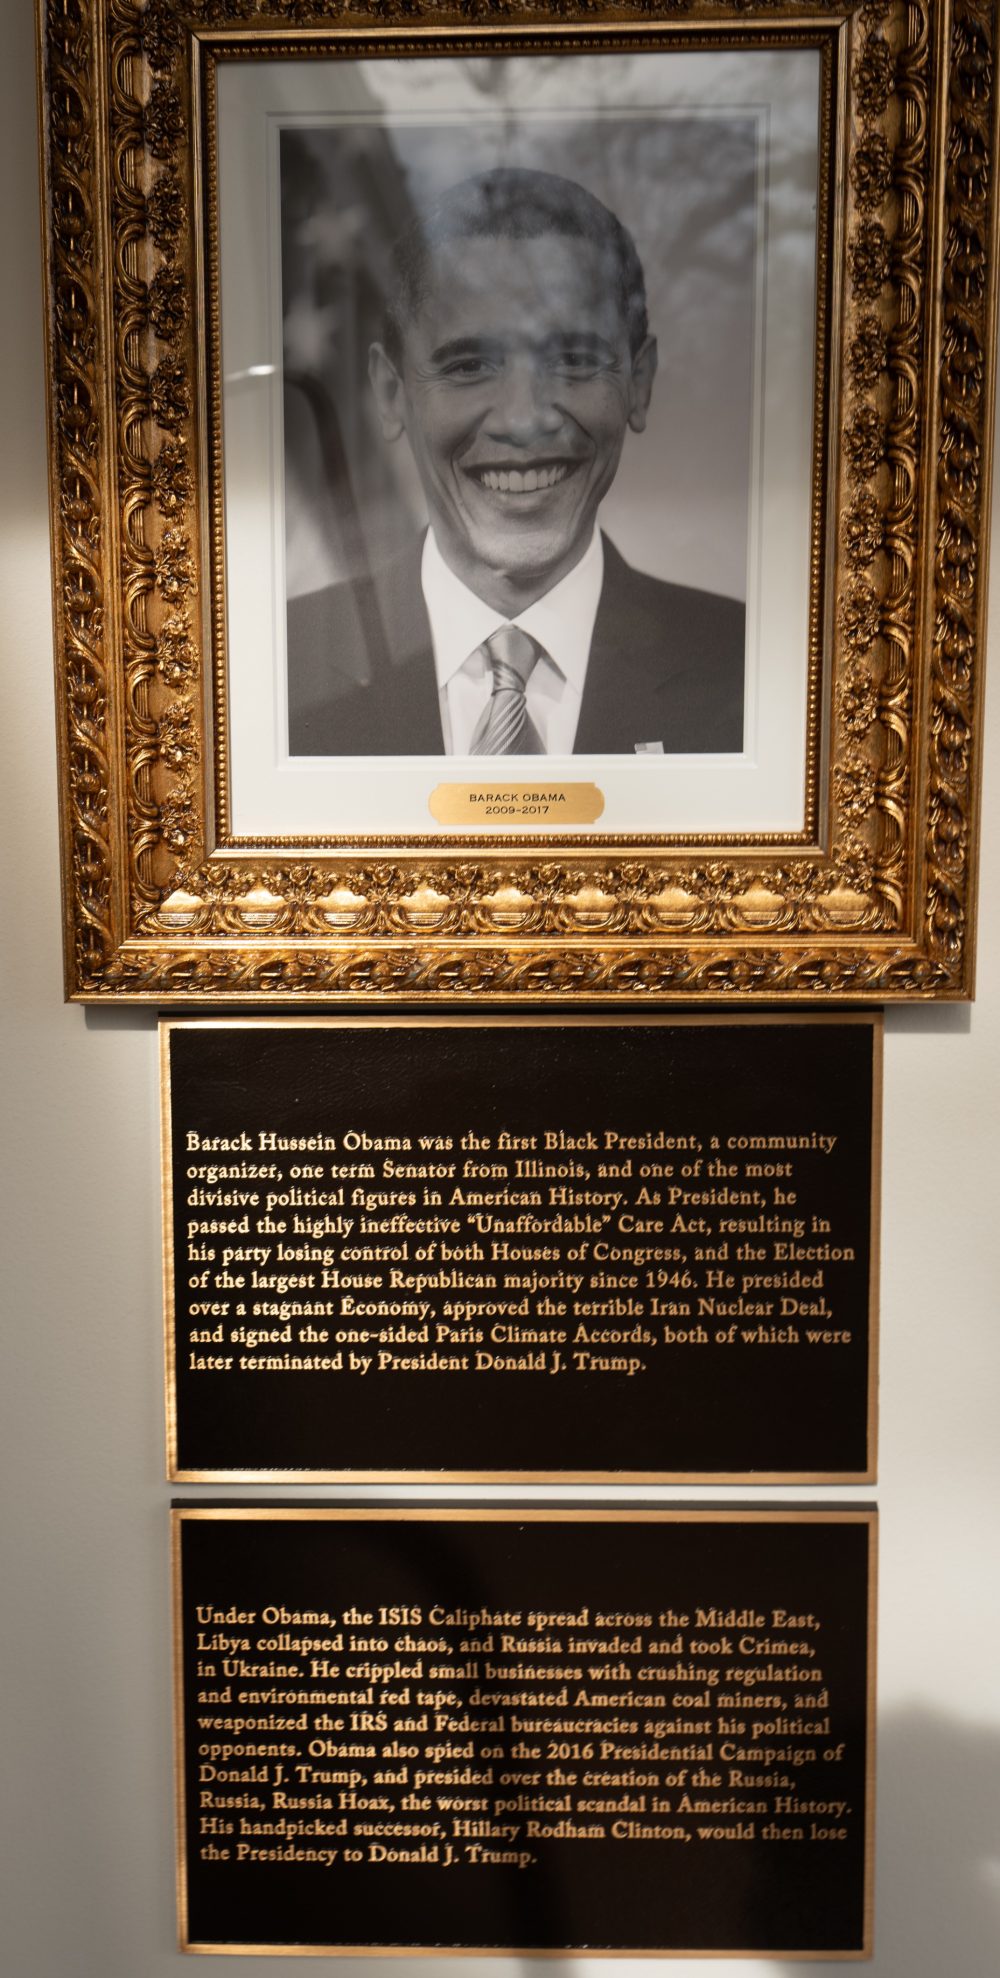 BARACK OBAMA
2009–2017
Barack Hussein Obama was the first Black President, a community
organizer, one term Senator from Illinois, and one of the most
divisive political figures in American History. As President, he
passed the highly ineffective “Unaffordable” Care Act, resulting in
his party losing control of both Houses of Congress, and the Election
of the largest House Republican majority since 1946. He presided
over a stagnant Economy, approved the terrible Iran Nuclear Deal,
and signed the one-sided Paris Climate Accords, both of which were
later terminated by President Donald J. Trump.
Under Obama, the ISIS Caliphate spread across the Middle East,
Libya collapsed into chaos, and Russia invaded and took Crimea,
in Ukraine. He crippled small businesses with crushing regulation
and environmental red tape, devastated American coal miners, and
weaponized the IRS and Federal bureaucracies against his political
opponents. Obama also spied on the 2016 Presidential Campaign of
Donald J. Trump, and presided over the creation of the Russia,
Russia, Russia Hoax, the worst political scandal in American History.
His handpicked successor, Hillary Rodham Clinton, would then lose
the Presidency to Donald J. Trump.